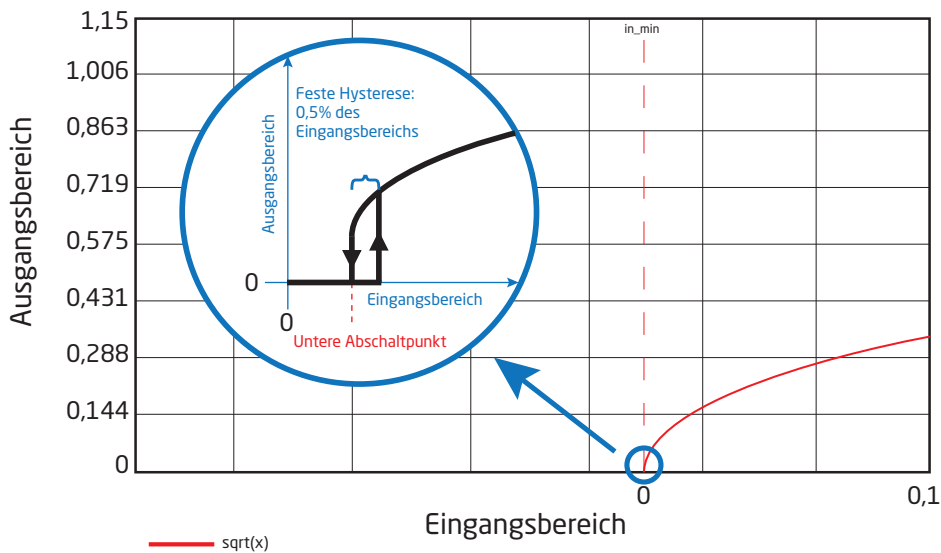 1,15
1,006
0,863
0,719
0,575
0,431
0,288
0,144
0
Ausgangsbereich
in_min
Feste Hysterese:
0,5% des
Eingangsbereichs
Ausgangsbereich
0
Eingangsbereich
0
Untere Abschaltpunkt
0
0,1
Eingangsbereich
sqrt(x)